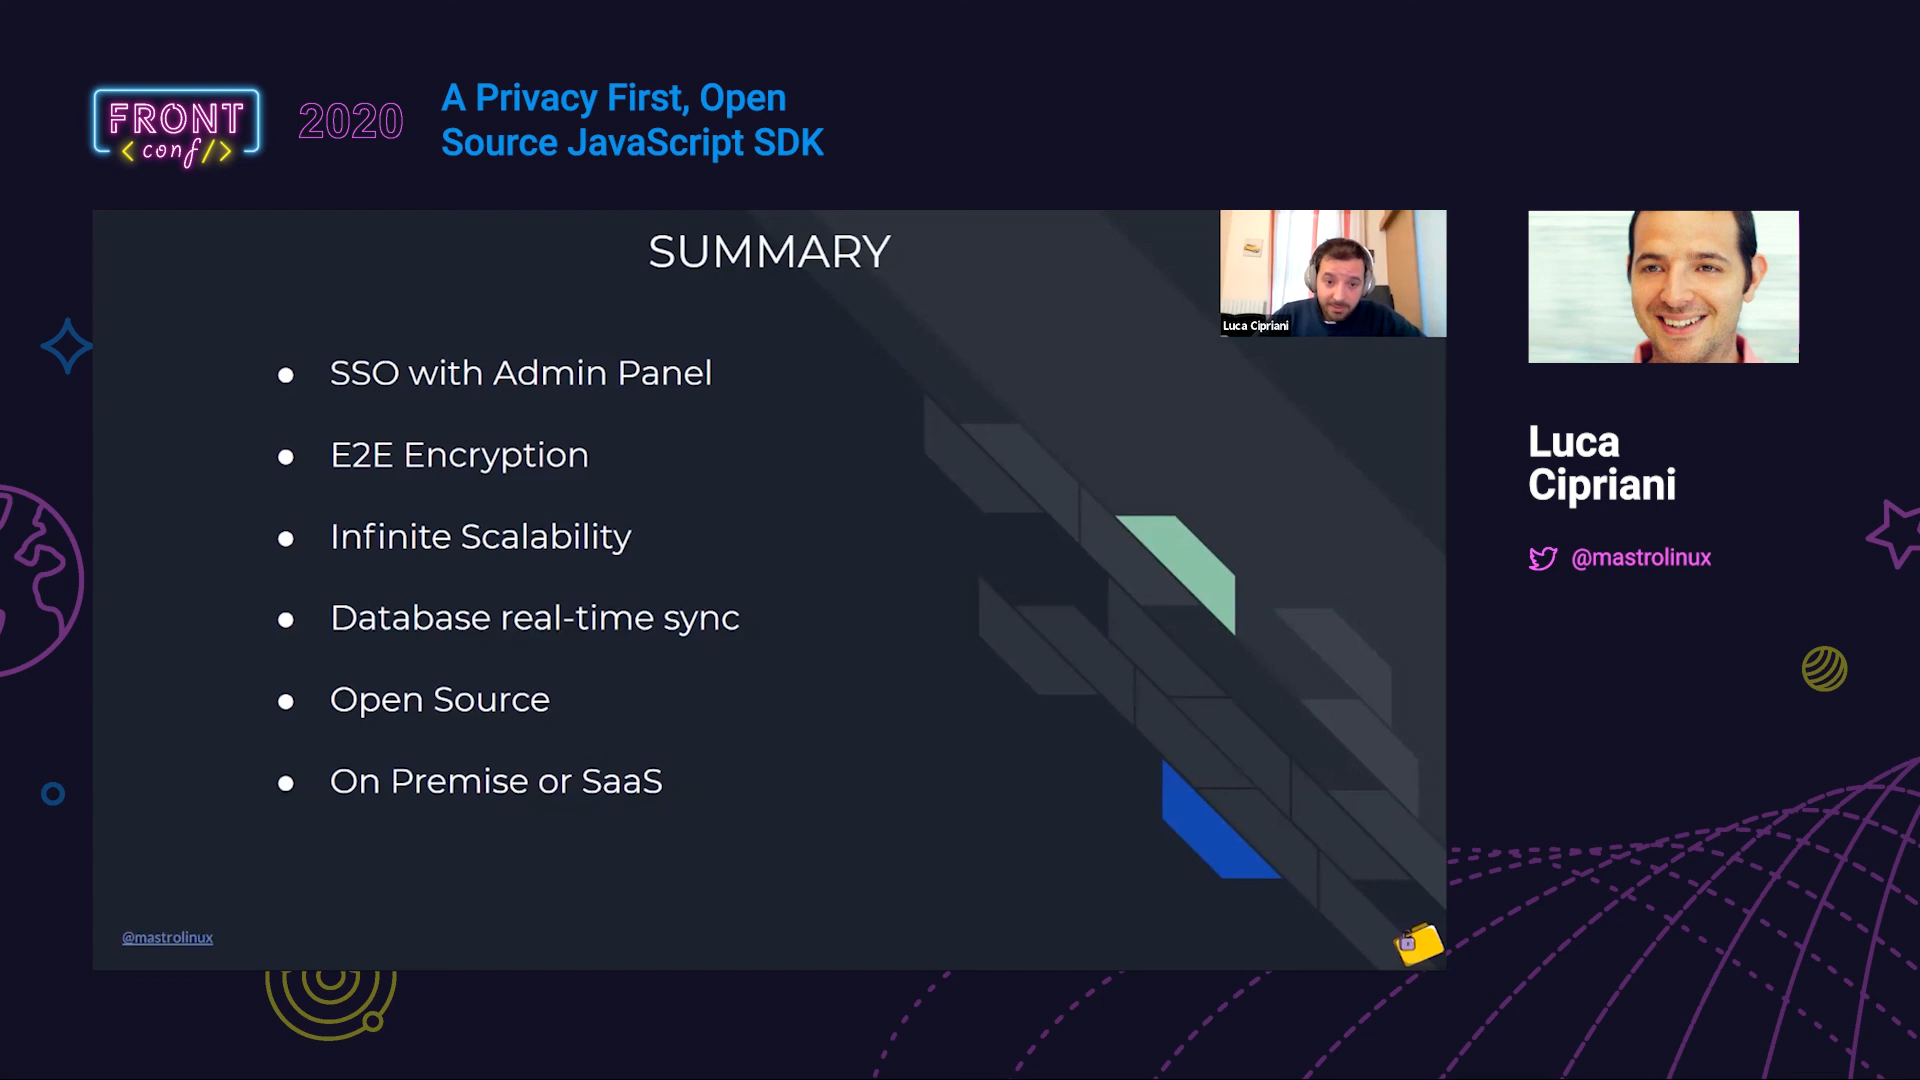 FRONT
<conf/>
2020
A Privacy First, Open
Source JavaScript SDK
SUMMARY
Luca Cipriani
● SSO with Admin Panel
● E2E Encryption
● Infinite Scalability
● Database real-time sync
● Open Source
● On Premise or SaaS
@mastrolinux
Luca
Cipriani
@mastrolinux